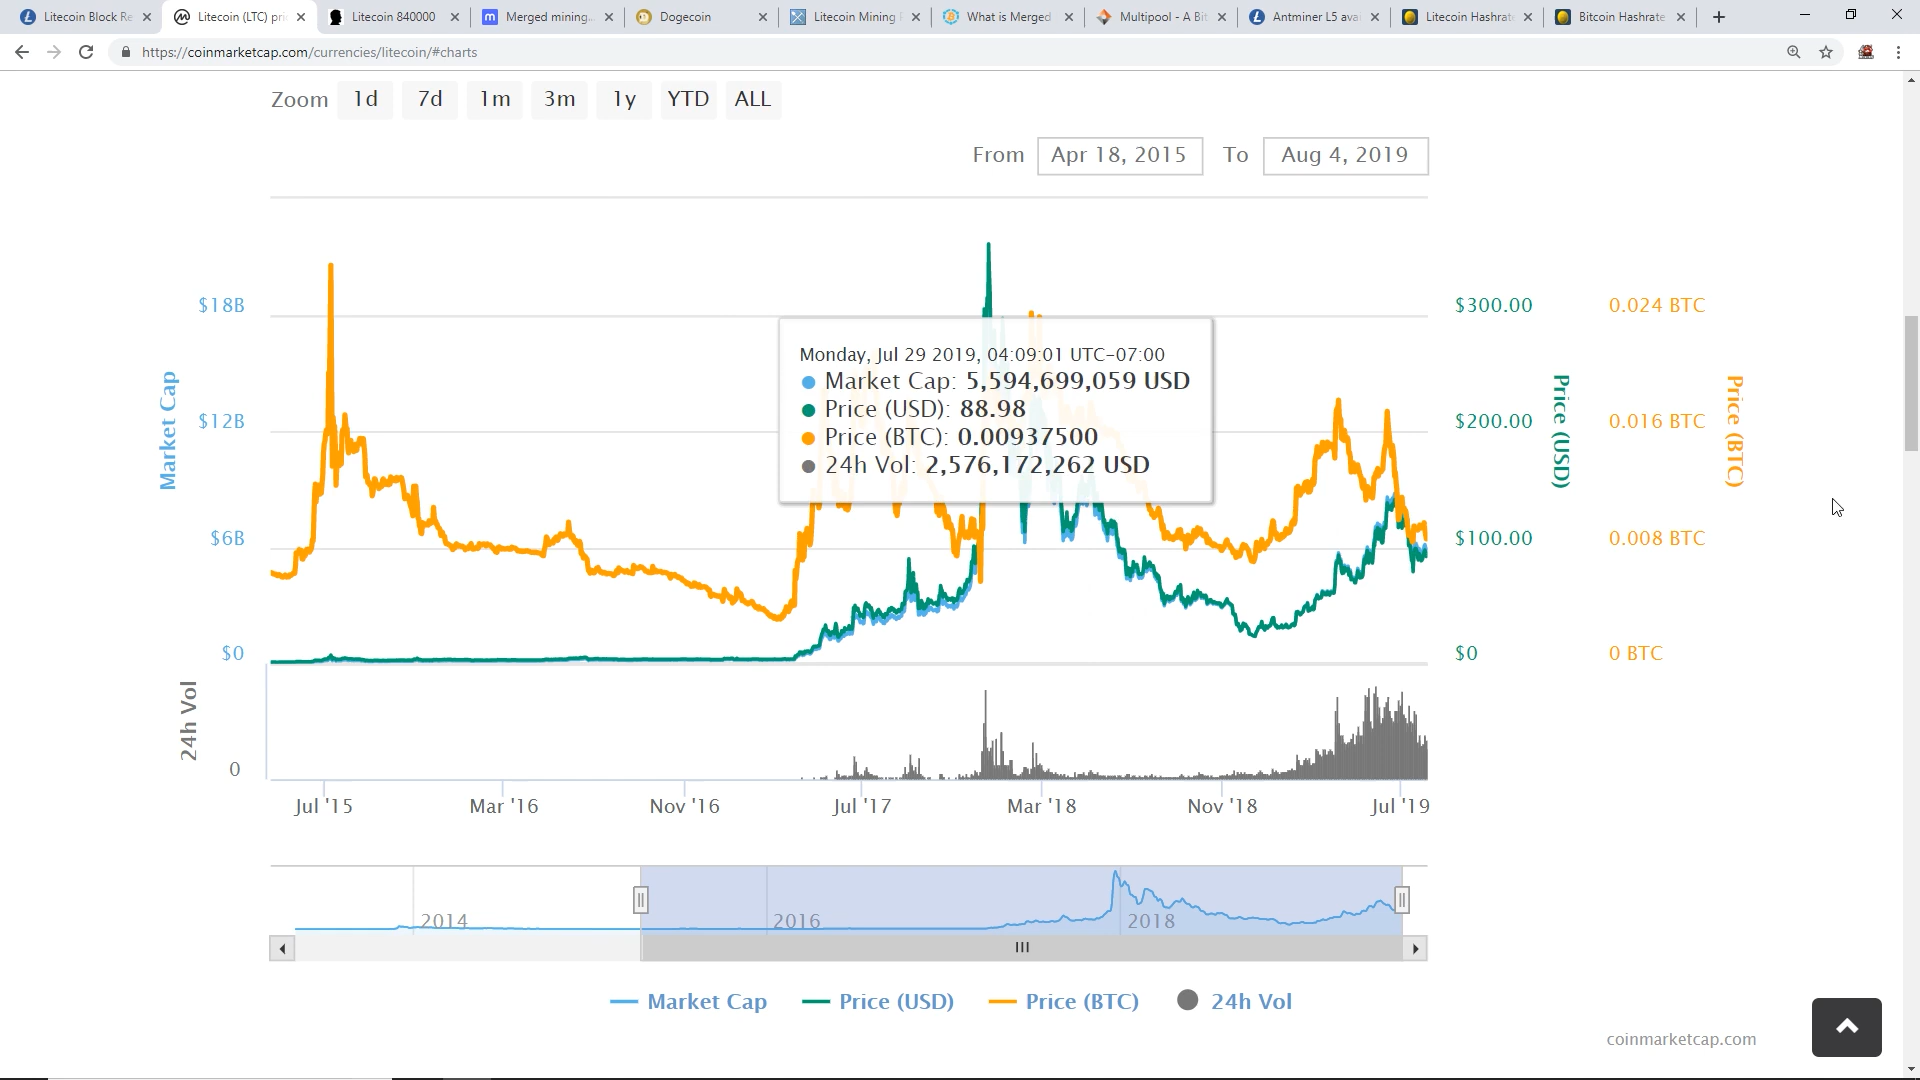 Litecoin Block Re
Litecoin (LTC) pri
Litecoin 840000
Merged mining
Dogecoin
Litecoin Mining
What is Merged
Multipool - A Bit
Antminer L5 ava
Litecoin Hashrat
Bitcoin Hashrate
https://coinmarketcap.com/currencies/litecoin/#charts
Zoom 1d 7d 1m 3m 1y YTD ALL
From Apr 18, 2015 To Aug 4, 2019
$18B
$12B
$6B
$0
Market Cap
$300.00
$200.00
$100.00
$0
Price (USD)
0.024 BTC
0.016 BTC
0.008 BTC
0 BTC
Price (BTC)
Monday, Jul 29 2019, 04:09:01 UTC-07:00
Market Cap: 5,594,699,059 USD
Price (USD): 88.98
Price (BTC): 0.00937500
24h Vol: 2,576,172,262 USD
24h Vol
0
Jul '15 Mar '16 Nov '16 Jul '17 Mar '18 Nov '18 Jul '19
2014 2016 2018
Market Cap Price (USD) Price (BTC) 24h Vol
coinmarketcap.com